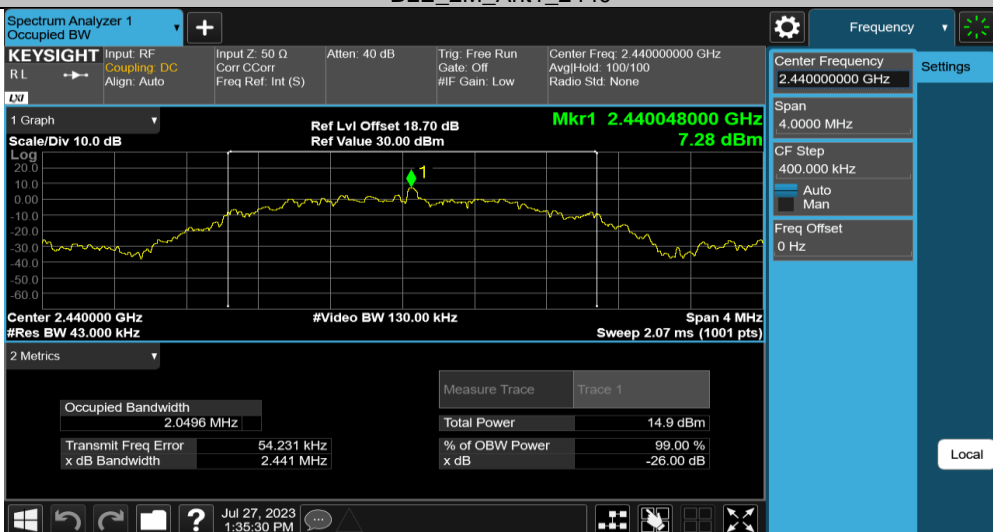 Spectrum Analyzer 1
Occupied BW
+
Frequency
KEYSIGHT
RL
LXI
Input: RF
Coupling: DC
Align: Auto
Input Z: 50 Ω
Corr CCorr
Freq Ref: Int (S)
Atten: 40 dB
Trig: Free Run
Gate: Off
#IF Gain: Low
Center Freq: 2.440000000 GHz
Avg|Hold: 100/100
Radio Std: None
Center Frequency
2.440000000 GHz
Settings
Span
4.0000 MHz
CF Step
400.000 kHz
Auto
Man
Freq Offset
0 Hz
Local
1 Graph
Scale/Div 10.0 dB
Ref Lvl Offset 18.70 dB
Ref Value 30.00 dBm
Mkr1 2.440048000 GHz
7.28 dBm
Log
20.0
10.0
0.00
-10.0
-20.0
-30.0
-40.0
-50.0
-60.0
1
Center 2.440000 GHz
#Res BW 43.000 kHz
#Video BW 130.00 kHz
Span 4 MHz
Sweep 2.07 ms (1001 pts)
2 Metrics
Measure Trace Trace 1
Occupied Bandwidth
2.0496 MHz
Total Power 14.9 dBm
Transmit Freq Error 54.231 kHz
% of OBW Power 99.00 %
x dB Bandwidth 2.441 MHz
x dB -26.00 dB
?
Jul 27, 2023
1:35:30 PM